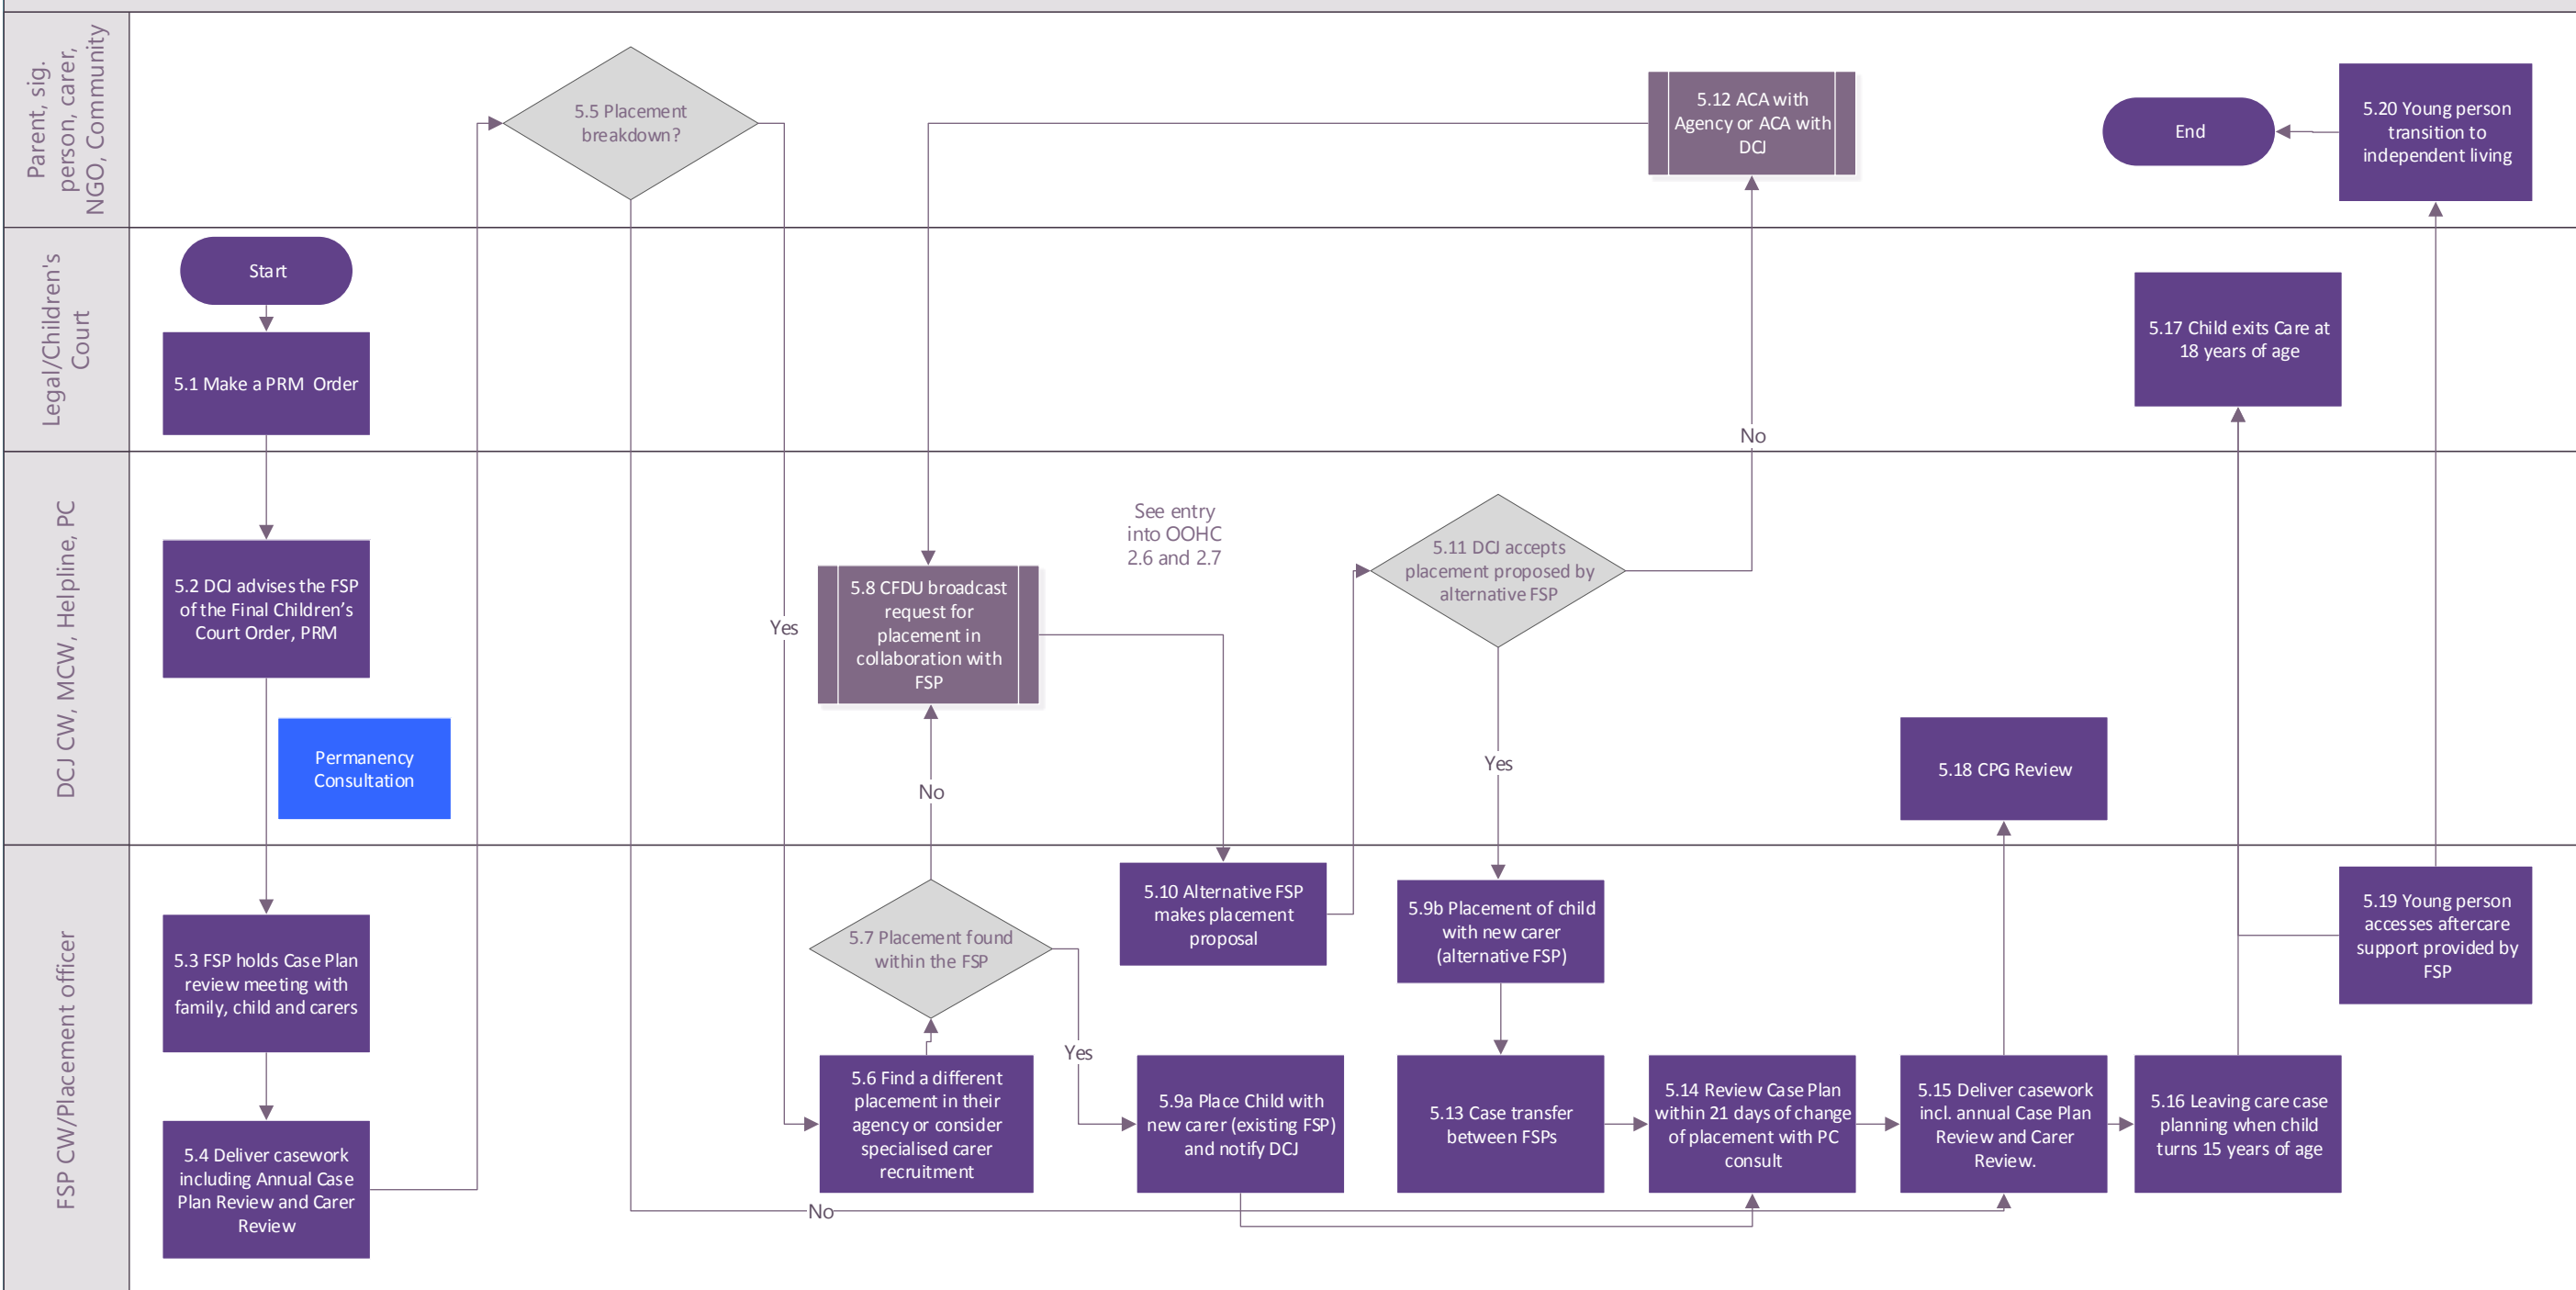 Parent, sig.
person, carer,
NGO, Community
5.5 Placement
breakdown?
5.12 ACA with
Agency or ACA with
DCJ
End
5.20 Young person
transition to
independent living
Legal/Children's
Court
Start
5.1 Make a PRM Order
5.17 Child exits Care at
18 years of age
No
DCJ CW, MCW, Helpline, PC
5.2 DCJ advises the FSP
of the Final Children’s
Court Order, PRM
Permanency
Consultation
Yes
5.8 CFDU broadcast
request for
placement in
collaboration with
FSP
No
See entry
into OOHC
2.6 and 2.7
5.11 DCJ accepts
placement proposed by
alternative FSP
Yes
5.18 CPG Review
FSP CW/Placement officer
5.3 FSP holds Case Plan
review meeting with
family, child and carers
5.4 Deliver casework
including Annual Case
Plan Review and Carer
Review
5.7 Placement found
within the FSP
Yes
5.6 Find a different
placement in their
agency or consider
specialised carer
recruitment
No
5.10 Alternative FSP
makes placement
proposal
5.9a Place Child with
new carer (existing FSP)
and notify DCJ
5.9b Placement of child
with new carer
(alternative FSP)
5.13 Case transfer
between FSPs
5.14 Review Case Plan
within 21 days of change
of placement with PC
consult
5.15 Deliver casework
incl. annual Case Plan
Review and Carer
Review.
5.16 Leaving care case
planning when child
turns 15 years of age
5.19 Young person
accesses aftercare
support provided by
FSP